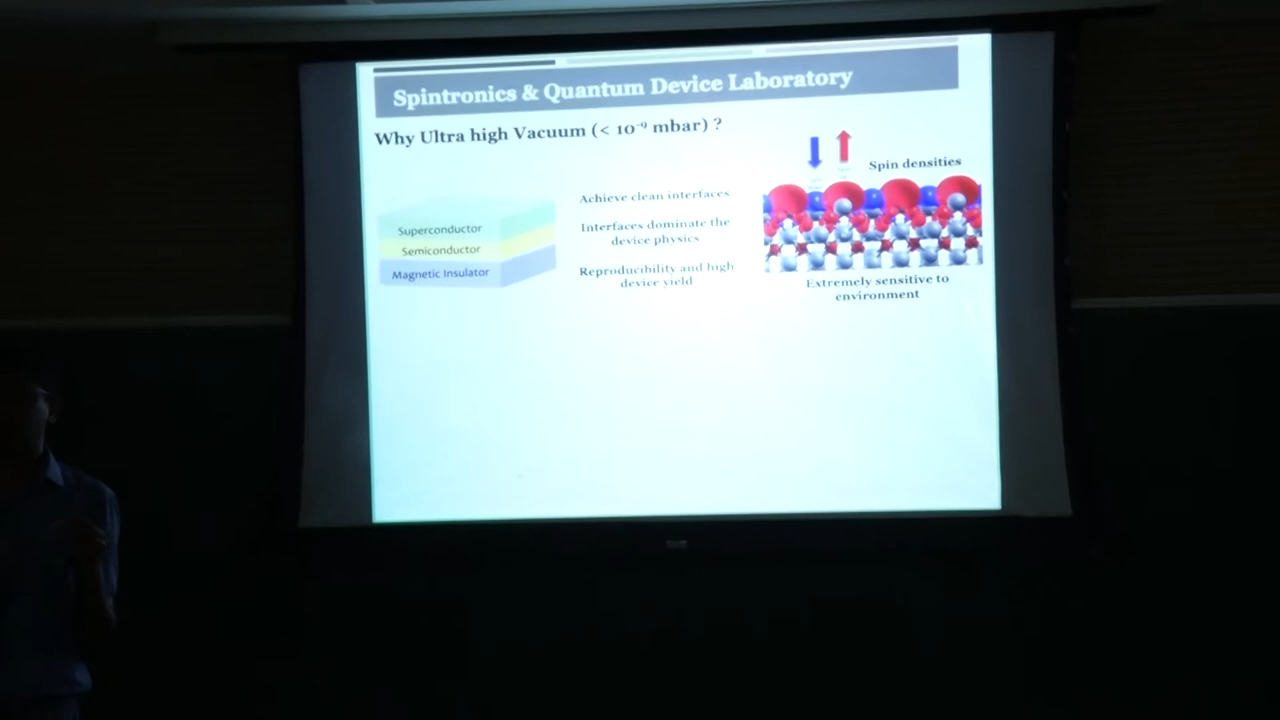 Spintronics & Quantum Device Laboratory
Why Ultra high Vacuum (< 10⁻⁹ mbar) ?
Superconductor
Semiconductor
Magnetic Insulator
Achieve clean interfaces
Interfaces dominate the
device physics
Reproducibility and high
device yield
Spin densities
Extremely sensitive to
environment